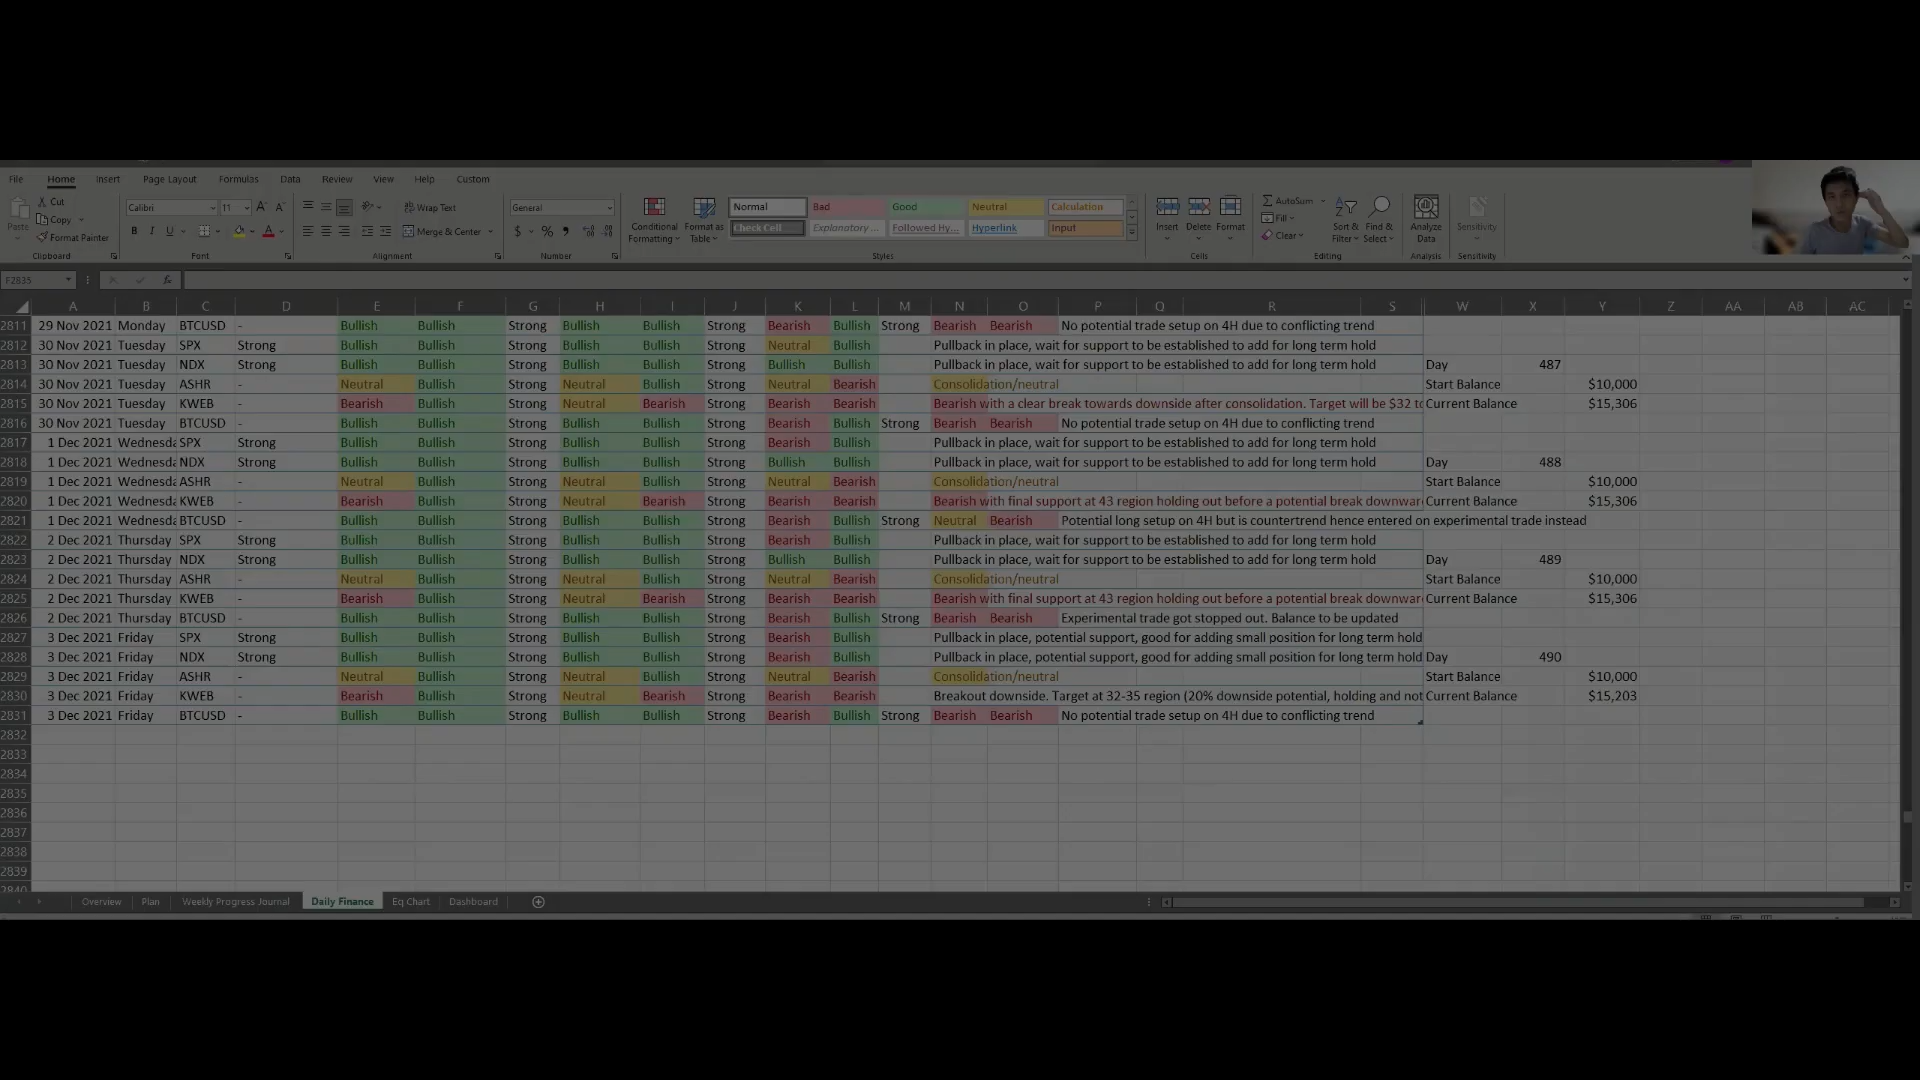 File Home Insert Page Layout Formulas Data Review View Help Custom
Cut
Copy
Format Painter
Paste
Calibri 11
B I U
Wrap Text
Merge & Center
General
$ %
Conditional Formatting
Format as Table
Normal Bad Good Neutral Calculation
Check Cell Explanatory ... Followed Hy... Hyperlink Input
Insert Delete Format
AutoSum
Fill
Clear
Sort & Filter
Find & Select
Analyze Data
Sensitivity
Clipboard Font Alignment Number Styles Cells Editing Analysis Sensitivity
F2835 fx
A B C D E F G H I J K L M N O P Q R S W X Y Z AA AB AC
2811 29 Nov 2021 Monday BTCUSD - Bullish Bullish Strong Bullish Bullish Strong Bearish Bullish Strong Bearish Bearish No potential trade setup on 4H due to conflicting trend
2812 30 Nov 2021 Tuesday SPX Strong Bullish Bullish Strong Bullish Bullish Strong Neutral Bullish Pullback in place, wait for support to be established to add for long term hold
2813 30 Nov 2021 Tuesday NDX Strong Bullish Bullish Strong Bullish Bullish Strong Bullish Bullish Pullback in place, wait for support to be established to add for long term hold Day 487
2814 30 Nov 2021 Tuesday ASHR - Neutral Bullish Strong Neutral Bullish Strong Neutral Bearish Consolidation/neutral Start Balance $10,000
2815 30 Nov 2021 Tuesday KWEB - Bearish Bullish Strong Neutral Bearish Strong Bearish Bearish Bearish with a clear break towards downside after consolidation. Target will be $32 to Current Balance $15,306
2816 30 Nov 2021 Tuesday BTCUSD - Bullish Bullish Strong Bullish Bullish Strong Bearish Bullish Strong Bearish Bearish No potential trade setup on 4H due to conflicting trend
2817 1 Dec 2021 Wednesda SPX Strong Bullish Bullish Strong Bullish Bullish Strong Bearish Bullish Pullback in place, wait for support to be established to add for long term hold
2818 1 Dec 2021 Wednesda NDX Strong Bullish Bullish Strong Bullish Bullish Strong Bullish Bullish Pullback in place, wait for support to be established to add for long term hold Day 488
2819 1 Dec 2021 Wednesda ASHR - Neutral Bullish Strong Neutral Bullish Strong Neutral Bearish Consolidation/neutral Start Balance $10,000
2820 1 Dec 2021 Wednesda KWEB - Bearish Bullish Strong Neutral Bearish Strong Bearish Bearish Bearish with final support at 43 region holding out before a potential break downwar Current Balance $15,306
2821 1 Dec 2021 Wednesda BTCUSD - Bullish Bullish Strong Bullish Bullish Strong Bearish Bullish Strong Neutral Bearish Potential long setup on 4H but is countertrend hence entered on experimental trade instead
2822 2 Dec 2021 Thursday SPX Strong Bullish Bullish Strong Bullish Bullish Strong Bearish Bullish Pullback in place, wait for support to be established to add for long term hold
2823 2 Dec 2021 Thursday NDX Strong Bullish Bullish Strong Bullish Bullish Strong Bullish Bullish Pullback in place, wait for support to be established to add for long term hold Day 489
2824 2 Dec 2021 Thursday ASHR - Neutral Bullish Strong Neutral Bullish Strong Neutral Bearish Consolidation/neutral Start Balance $10,000
2825 2 Dec 2021 Thursday KWEB - Bearish Bullish Strong Neutral Bearish Strong Bearish Bearish Bearish with final support at 43 region holding out before a potential break downwar Current Balance $15,306
2826 2 Dec 2021 Thursday BTCUSD - Bullish Bullish Strong Bullish Bullish Strong Bearish Bullish Strong Bearish Bearish Experimental trade got stopped out. Balance to be updated
2827 3 Dec 2021 Friday SPX Strong Bullish Bullish Strong Bullish Bullish Strong Bearish Bullish Pullback in place, potential support, good for adding small position for long term hold
2828 3 Dec 2021 Friday NDX Strong Bullish Bullish Strong Bullish Bullish Strong Bearish Bullish Pullback in place, potential support, good for adding small position for long term hold Day 490
2829 3 Dec 2021 Friday ASHR - Neutral Bullish Strong Neutral Bullish Strong Neutral Bearish Consolidation/neutral Start Balance $10,000
2830 3 Dec 2021 Friday KWEB - Bearish Bullish Strong Neutral Bearish Strong Bearish Bearish Breakout downside. Target at 32-35 region (20% downside potential, holding and not Current Balance $15,203
2831 3 Dec 2021 Friday BTCUSD - Bullish Bullish Strong Bullish Bullish Strong Bearish Bullish Strong Bearish Bearish No potential trade setup on 4H due to conflicting trend
2832
2833
2834
2835
2836
2837
2838
2839
2840
Overview Plan Weekly Progress Journal Daily Finance Eq Chart Dashboard